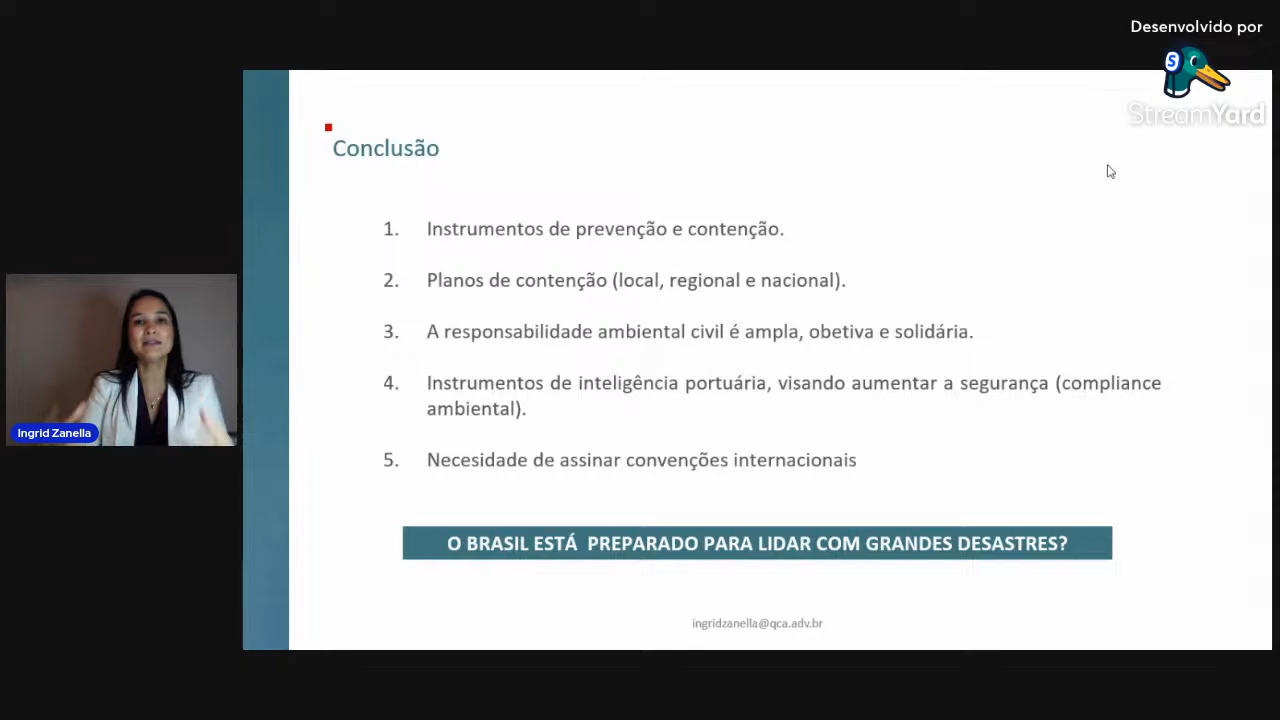 Desenvolvido por
StreamYard
Conclusão
1. Instrumentos de prevenção e contenção.
2. Planos de contenção (local, regional e nacional).
3. A responsabilidade ambiental civil é ampla, obetiva e solidária.
4. Instrumentos de inteligência portuária, visando aumentar a segurança (compliance
ambiental).
5. Necesidade de assinar convenções internacionais
O BRASIL ESTÁ PREPARADO PARA LIDAR COM GRANDES DESASTRES?
ingridzanella@qca.adv.br
Ingrid Zanella